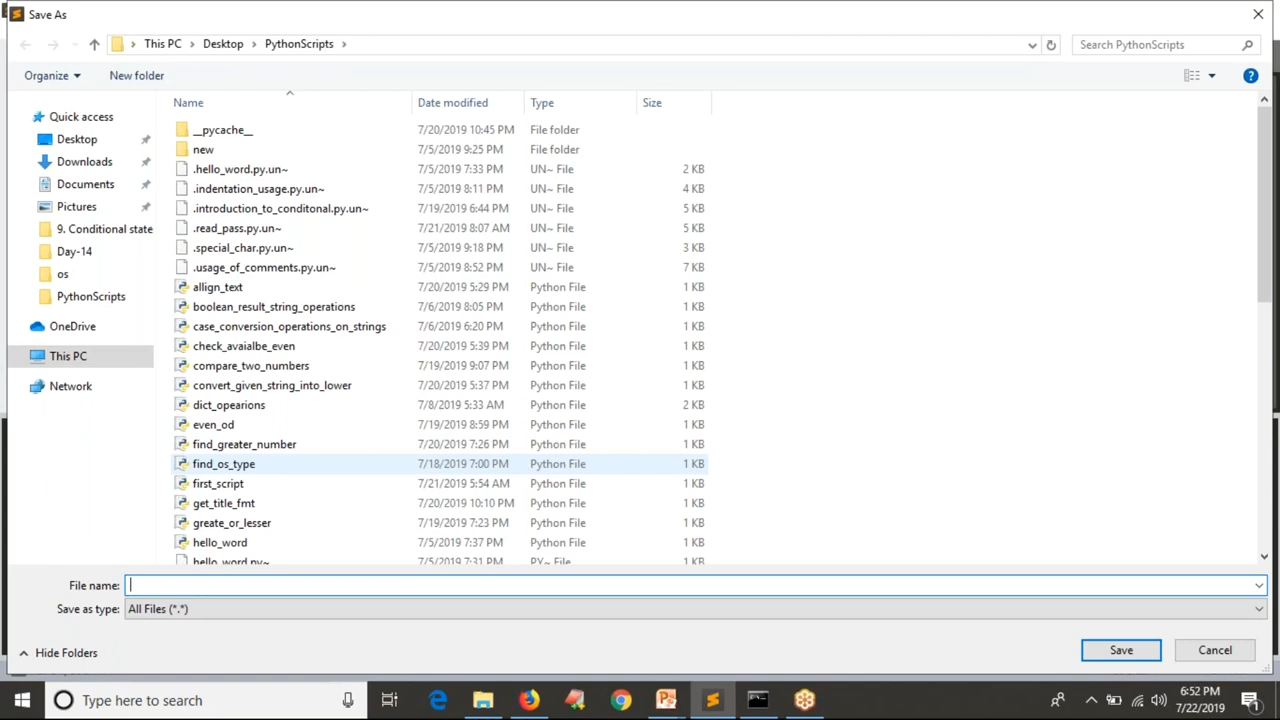 Save As
This PC Desktop PythonScripts
Search PythonScripts
Organize New folder
Name Date modified Type Size
Quick access
Desktop
Downloads
Documents
Pictures
9. Conditional state
Day-14
os
PythonScripts
OneDrive
This PC
Network
__pycache__ 7/20/2019 10:45 PM File folder
new 7/5/2019 9:25 PM File folder
.hello_word.py.un~ 7/5/2019 7:33 PM UN~ File 2 KB
.indentation_usage.py.un~ 7/5/2019 8:11 PM UN~ File 4 KB
.introduction_to_conditonal.py.un~ 7/19/2019 6:44 PM UN~ File 5 KB
.read_pass.py.un~ 7/21/2019 8:07 AM UN~ File 5 KB
.special_char.py.un~ 7/5/2019 9:18 PM UN~ File 3 KB
.usage_of_comments.py.un~ 7/5/2019 8:52 PM UN~ File 7 KB
allign_text 7/20/2019 5:29 PM Python File 1 KB
boolean_result_string_operations 7/6/2019 8:05 PM Python File 1 KB
case_conversion_operations_on_strings 7/6/2019 6:20 PM Python File 1 KB
check_avaialbe_even 7/20/2019 5:39 PM Python File 1 KB
compare_two_numbers 7/19/2019 9:07 PM Python File 1 KB
convert_given_string_into_lower 7/20/2019 5:37 PM Python File 1 KB
dict_opearions 7/8/2019 5:33 AM Python File 2 KB
even_od 7/19/2019 8:59 PM Python File 1 KB
find_greater_number 7/20/2019 7:26 PM Python File 1 KB
find_os_type 7/18/2019 7:00 PM Python File 1 KB
first_script 7/21/2019 5:54 AM Python File 1 KB
get_title_fmt 7/20/2019 10:10 PM Python File 1 KB
greate_or_lesser 7/19/2019 7:23 PM Python File 1 KB
hello_word 7/5/2019 7:37 PM Python File 1 KB
hello_word.py~ 7/5/2019 7:31 PM PY~ File 1 KB
File name:
Save as type: All Files (*.*)
Hide Folders
Save Cancel
Type here to search
6:52 PM
7/22/2019
1